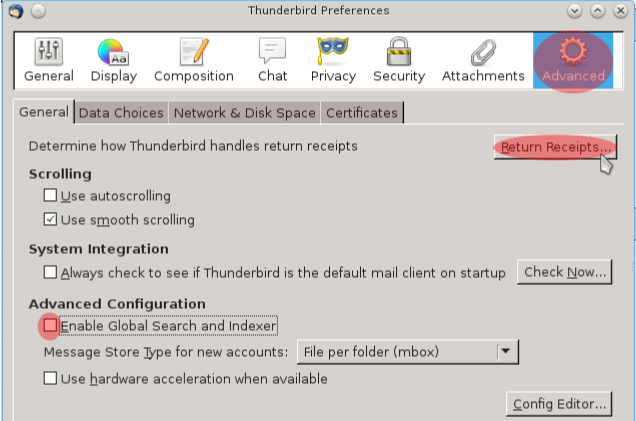 Thunderbird Preferences
General Display Composition Chat Privacy Security Attachments Advanced
General Data Choices Network & Disk Space Certificates
Determine how Thunderbird handles return receipts Return Receipts...
Scrolling
Use autoscrolling
Use smooth scrolling
System Integration
Always check to see if Thunderbird is the default mail client on startup Check Now...
Advanced Configuration
Enable Global Search and Indexer
Message Store Type for new accounts: File per folder (mbox)
Use hardware acceleration when available
Config Editor...